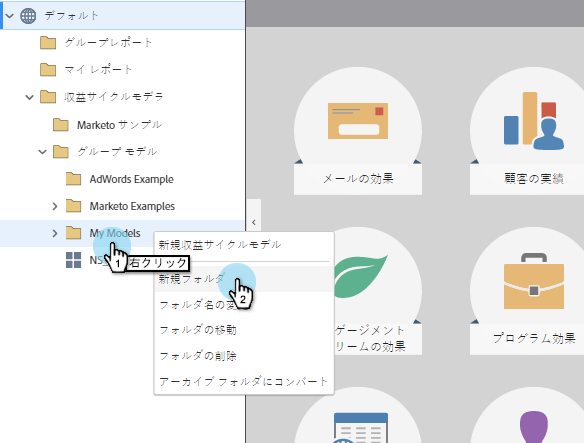 デフォルト
グループレポート
マイ レポート
収益サイクルモデラ
Marketo サンプル
グループ モデル
AdWords Example
Marketo Examples
My Models
1
右クリック
新規収益サイクルモデル
新規フォルダ
2
フォルダ名の変
フォルダの移動
フォルダの削除
アーカイブ フォルダにコンバート
メールの効果
顧客の実績
ゲージメント
リームの効果
プログラム効果